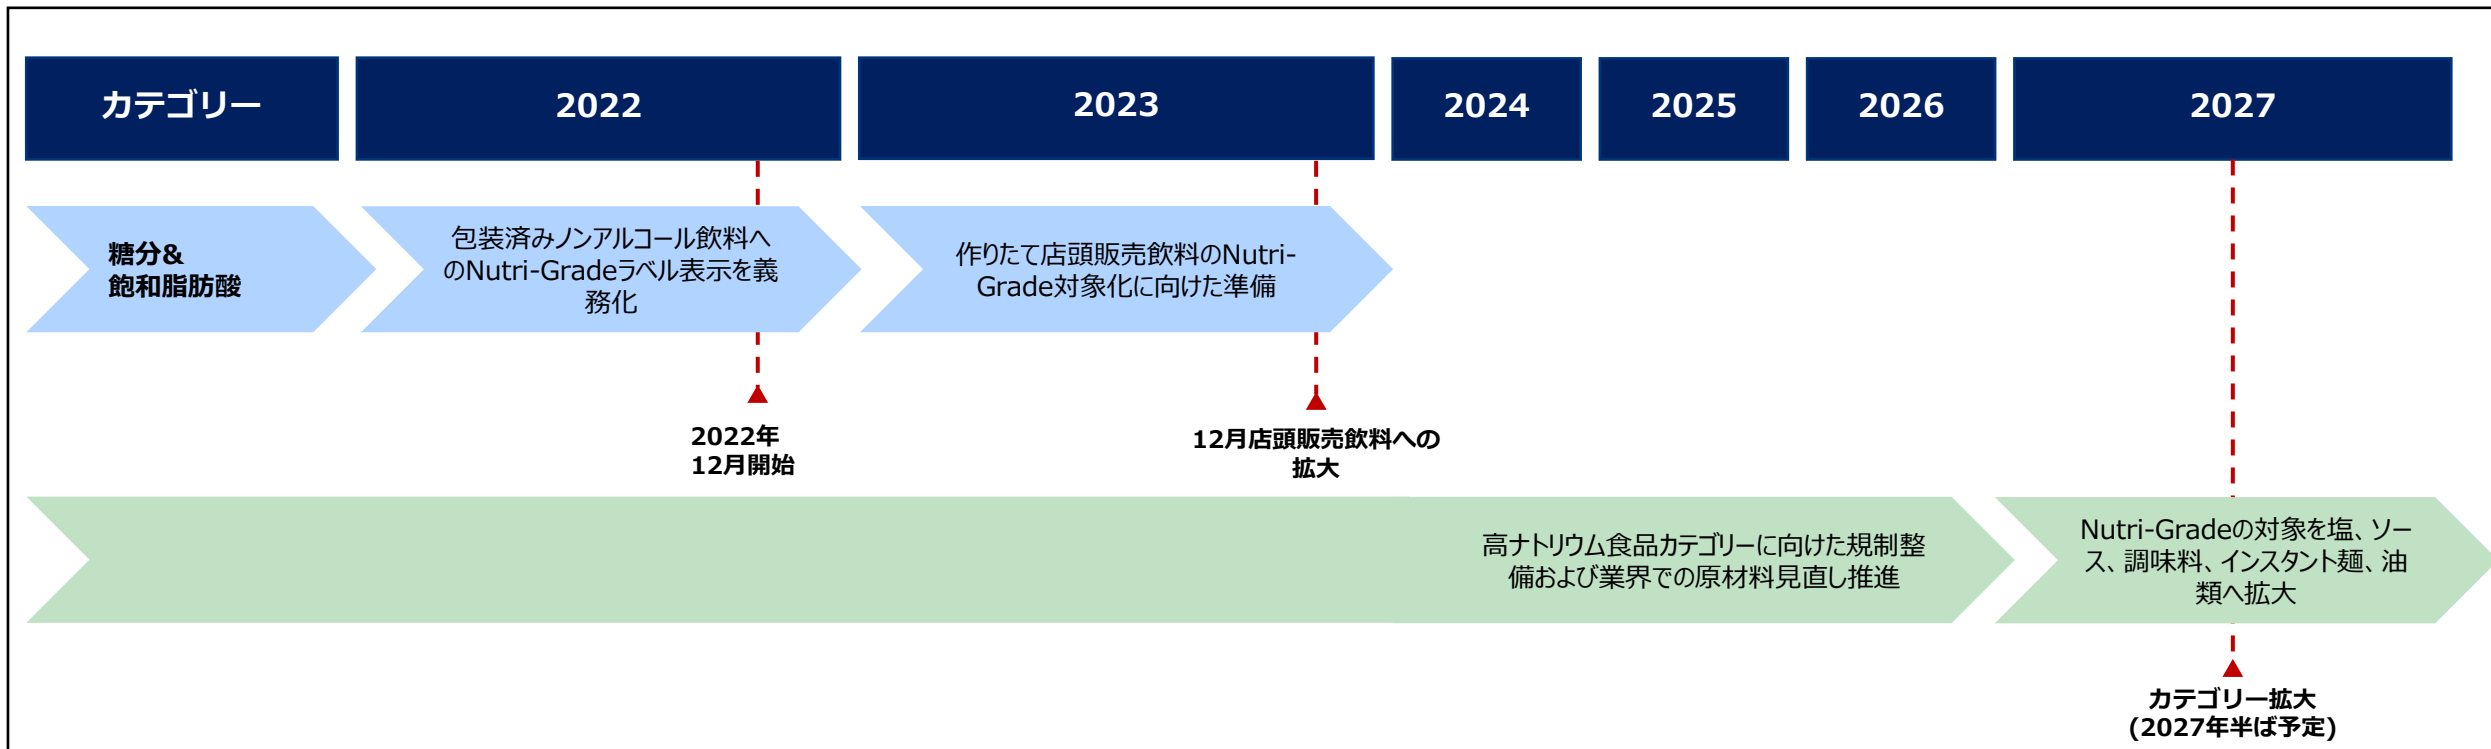 カテゴリー
2022
2023
2024
2025
2026
2027
糖分&
飽和脂肪酸
包装済みノンアルコール飲料へ
のNutri-Gradeラベル表示を義
務化
作りたて店頭販売飲料のNutri-
Grade対象化に向けた準備
2022年
12月開始
12月店頭販売飲料への
拡大
高ナトリウム食品カテゴリーに向けた規制整
備および業界での原材料見直し推進
Nutri-Gradeの対象を塩、ソー
ス、調味料、インスタント麺、油
類へ拡大
カテゴリー拡大
(2027年半ば予定)